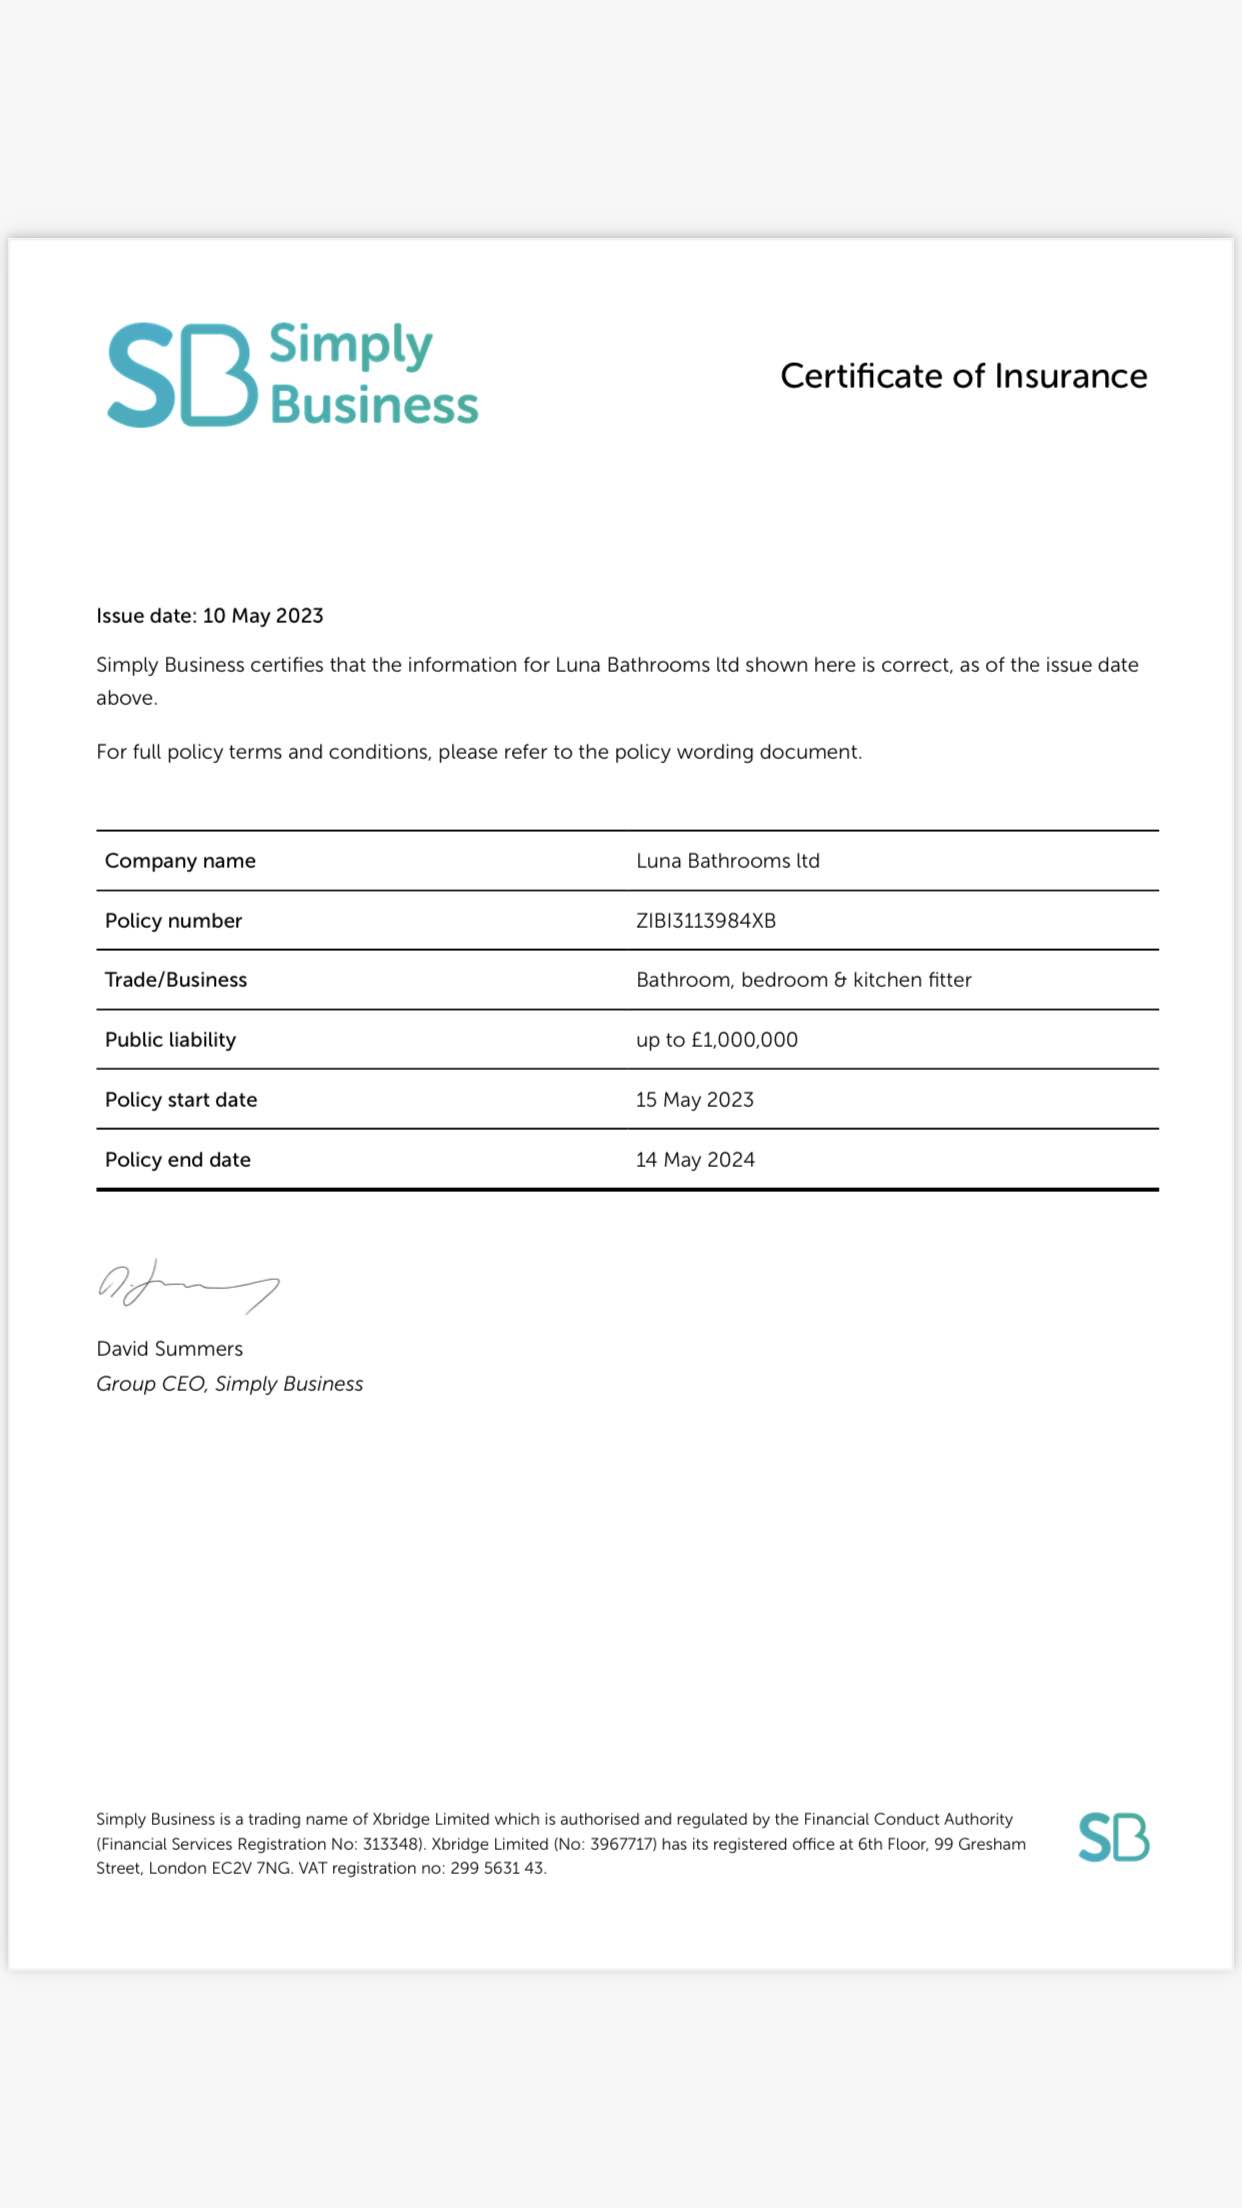 SB Simply
Business
Certificate of Insurance
Issue date: 10 May 2023
Simply Business certifies that the information for Luna Bathrooms ltd shown here is correct, as of the issue date
above.
For full policy terms and conditions, please refer to the policy wording document.
Company name Luna Bathrooms ltd
Policy number ZIBI3113984XB
Trade/Business Bathroom, bedroom & kitchen fitter
Public liability up to £1,000,000
Policy start date 15 May 2023
Policy end date 14 May 2024
David Summers
Group CEO, Simply Business
Simply Business is a trading name of Xbridge Limited which is authorised and regulated by the Financial Conduct Authority
(Financial Services Registration No: 313348). Xbridge Limited (No: 3967717) has its registered office at 6th Floor, 99 Gresham
Street, London EC2V 7NG. VAT registration no: 299 5631 43.
SB